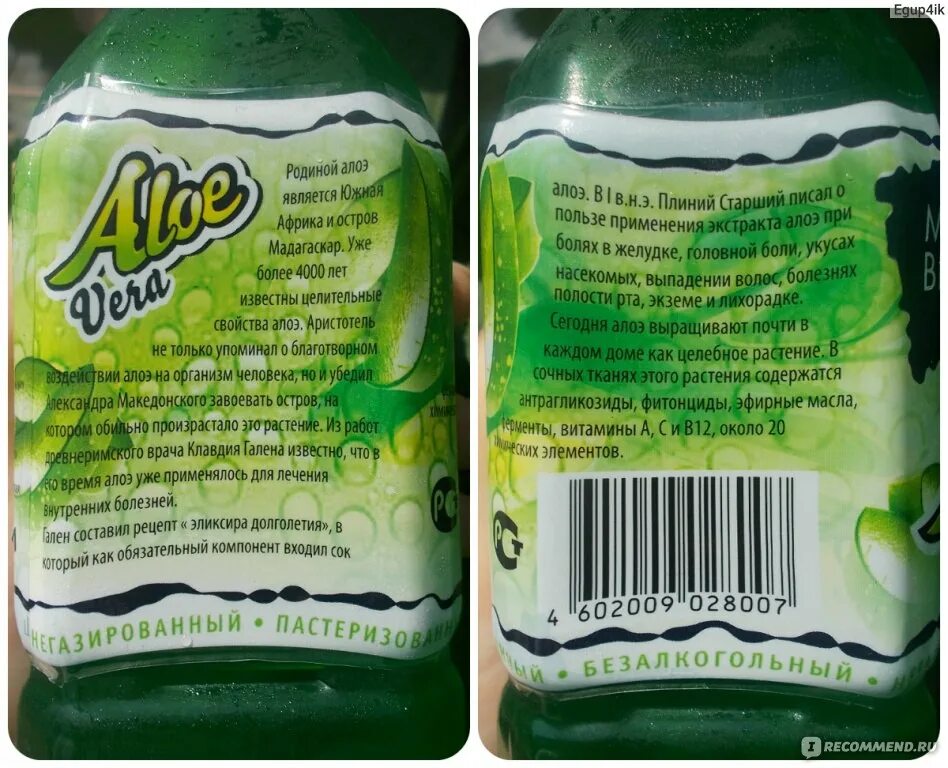 Egup4ik
Aloe
Vera
Родиной алоэ
является Южная
Африка и остров
Мадагаскар. Уже
более 4000 лет
известны целительные
свойства алоэ. Аристотель
не только упоминал о благотворном
воздействии алоэ на организм человека, но и убедил
Александра Македонского завоевать остров, на
котором обильно произрастало это растение. Из работ
древнеримского врача Клавдия Галена известно, что в
его время алоэ уже применялось для лечения
внутренних болезней.
Гален составил рецепт « эликсира долголетия», в
который как обязательный компонент входил сок
НЕГАЗИРОВАННЫЙ • ПАСТЕРИЗОВАНН
алоэ. В I в.н.э. Плиний Старший писал о
пользе применения экстракта алоэ при
болях в желудке, головной боли, укусах
насекомых, выпадении волос, болезнях
полости рта, экземе и лихорадке.
Сегодня алоэ выращивают почти в
каждом доме как целебное растение. В
сочных тканях этого растения содержатся
антрагликозиды, фитонциды, эфирные масла,
ферменты, витамины А, С и В12, около 20
химических элементов.
РСТ
4 602009 028007
ННЫЙ • БЕЗАЛКОГОЛЬНЫЙ •
IRECOMMEND.RU